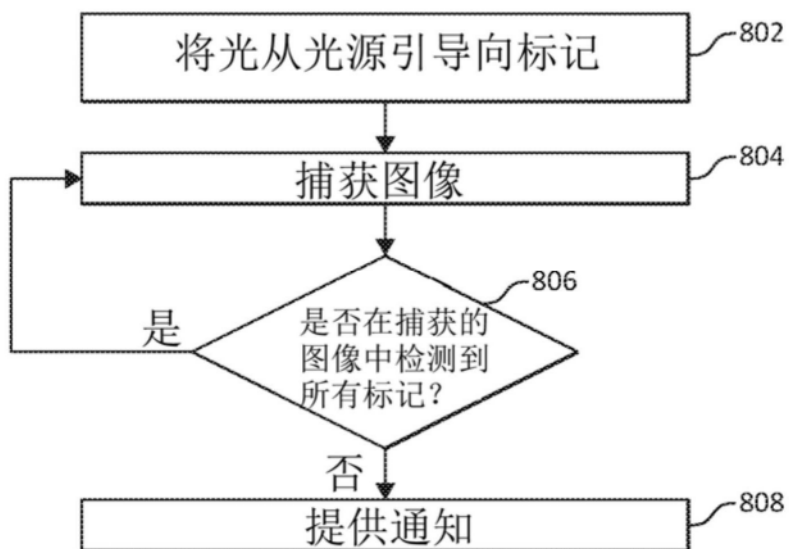 将光从光源引导向标记
802
捕获图像
804
806
是否在捕获的
图像中检测到
所有标记？
是
否
提供通知
808